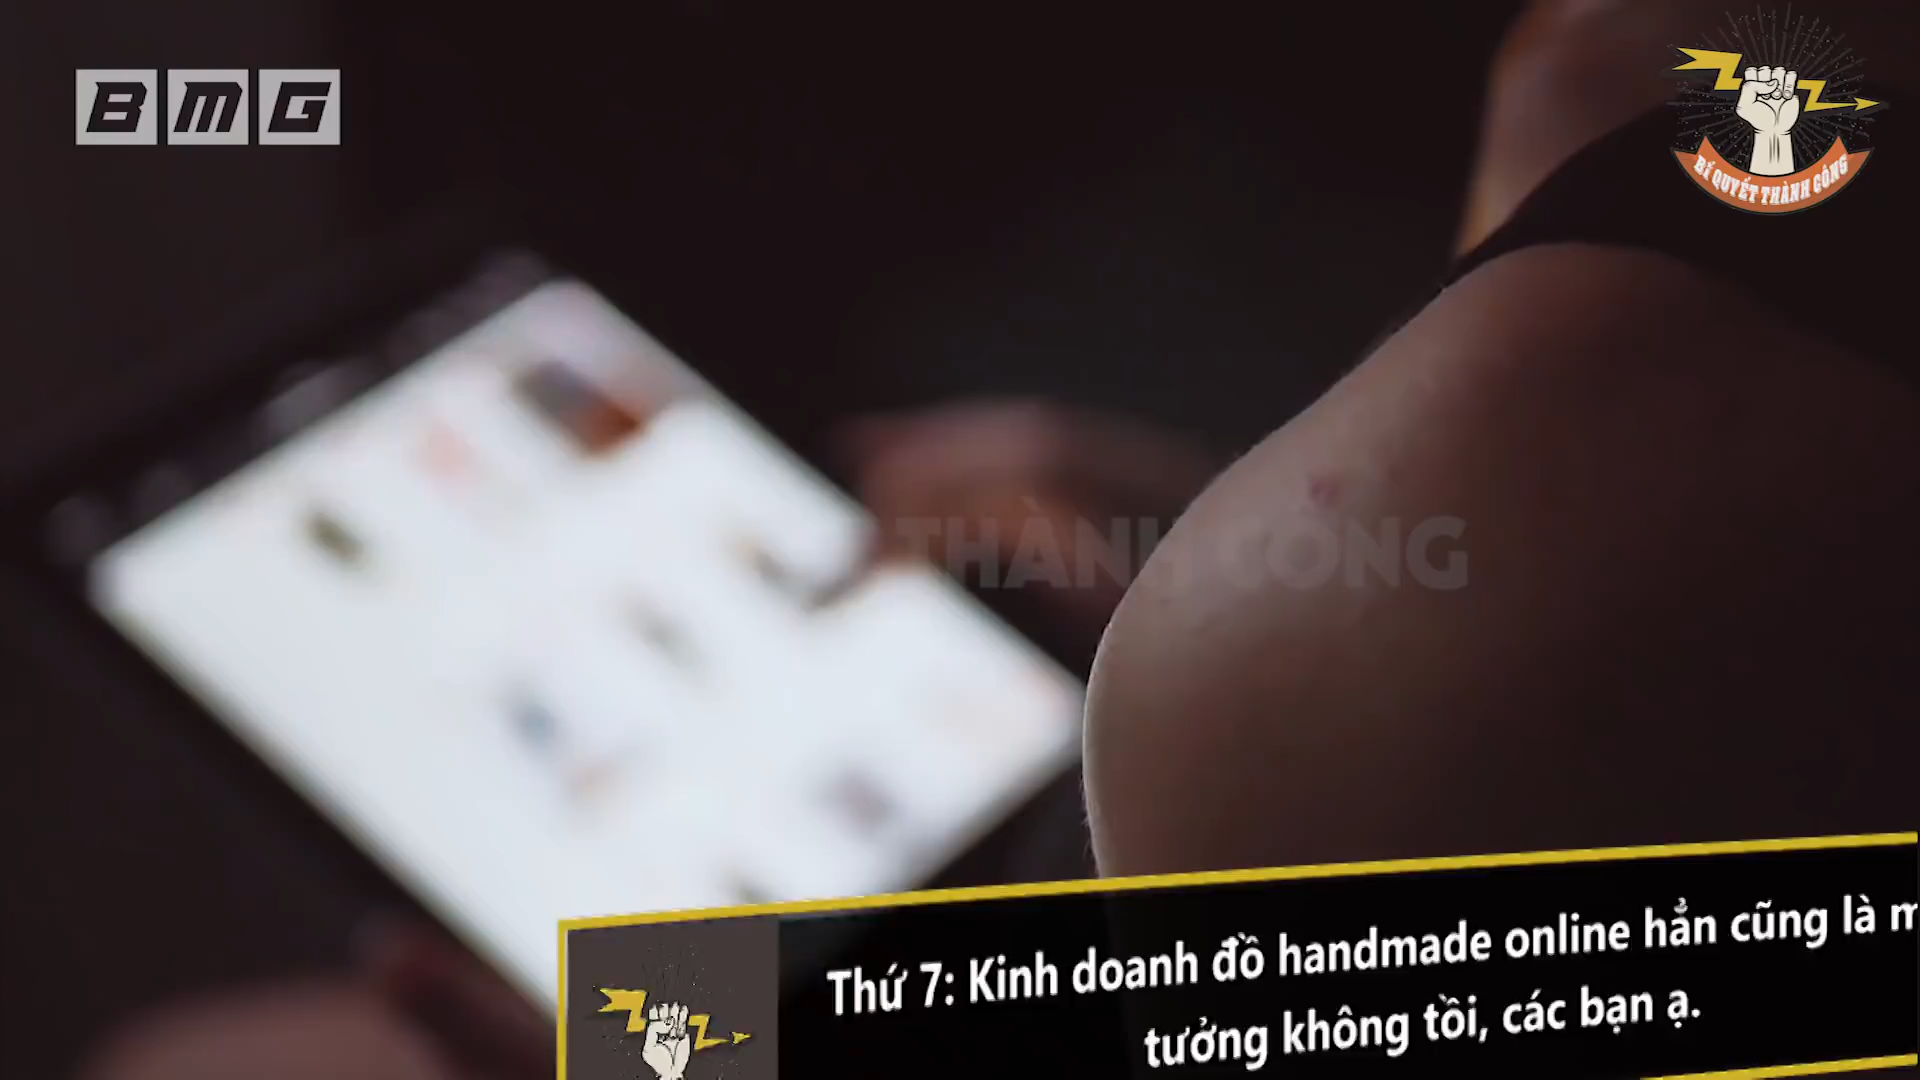 BMG
BÍ QUYẾT THÀNH CÔNG
THÀNH CÔNG
Thứ 7: Kinh doanh đồ handmade online hẳn cũng là
tưởng không tồi, các bạn ạ.